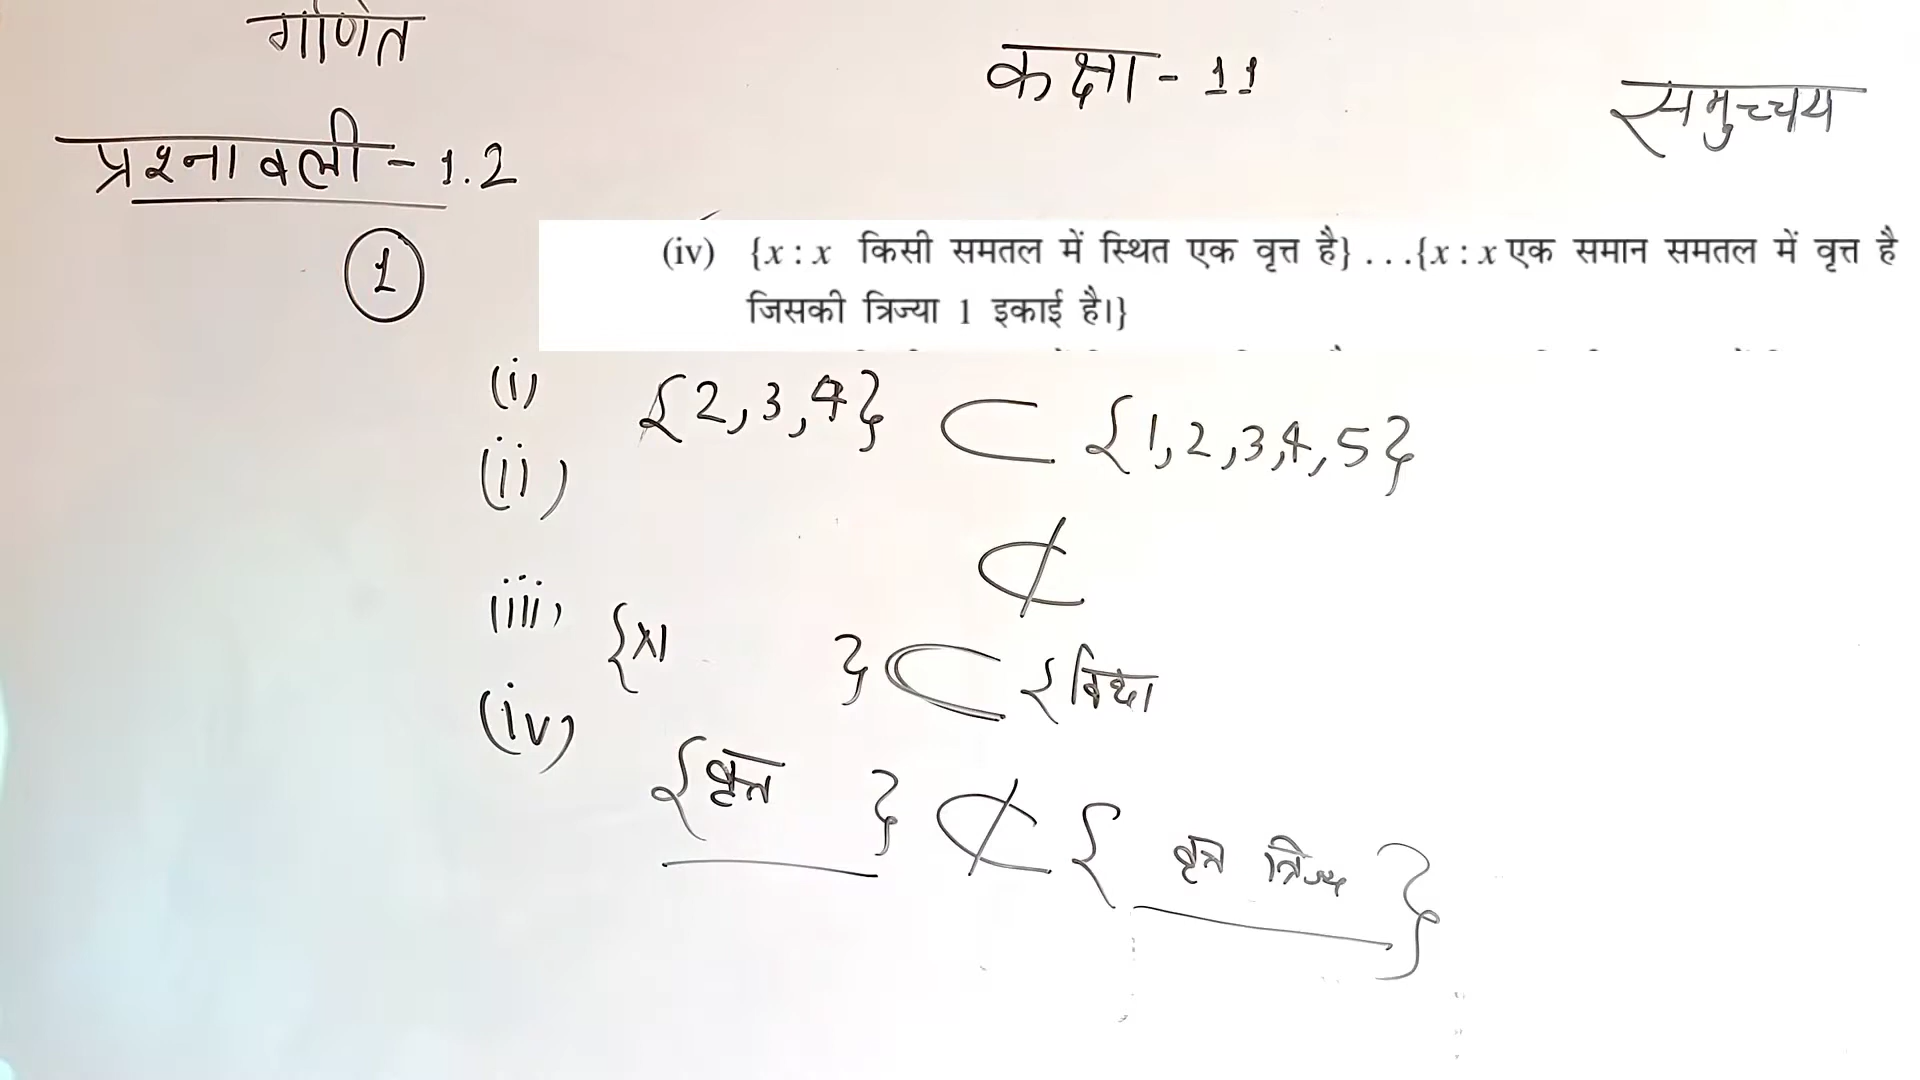 गणित
कक्षा - 11
समुच्चय
प्रश्नावली - 1.2
1
(iv) {x : x किसी समतल में स्थित एक वृत्त है} . . .{x : x एक समान समतल में वृत्त है
जिसकी त्रिज्या 1 इकाई है।}
(i) {2,3,4} ⊂ {1,2,3,4,5}
(ii) ⊄
(iii) {x } ⊂ {
(iv) {वृत्त } ⊄ { वृत्त त्रिज्य }